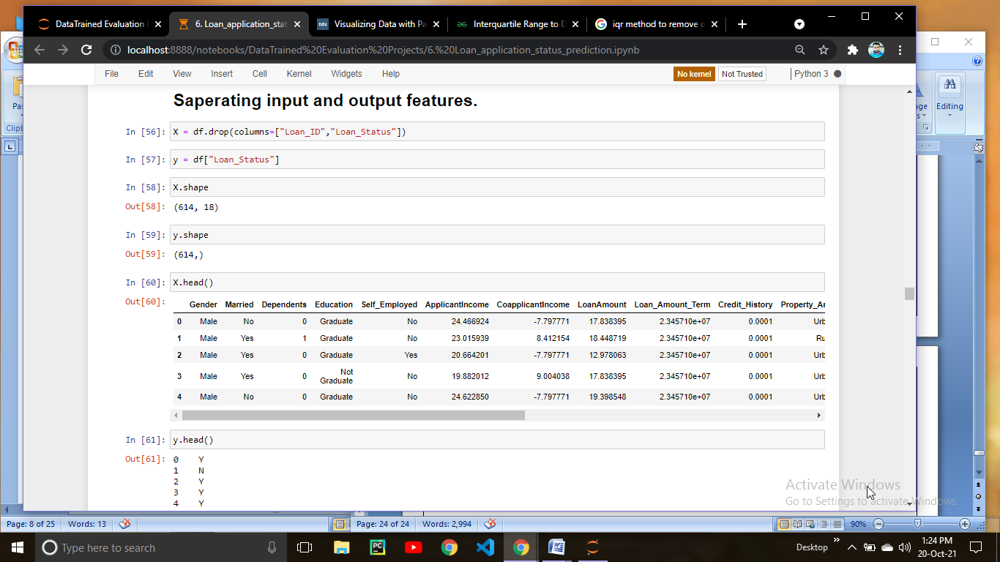 DataTrained Evaluation
6. Loan_application_stat
tds Visualizing Data with Pa
Interquartile Range to D
iqr method to remove o
localhost:8888/notebooks/DataTrained%20Evaluation%20Projects/6.%20Loan_application_status_prediction.ipynb
File Edit View Insert Cell Kernel Widgets Help
No kernel Not Trusted Python 3
Saperating input and output features.
In [56]: X = df.drop(columns=["Loan_ID","Loan_Status"])
In [57]: y = df["Loan_Status"]
In [58]: X.shape
Out[58]: (614, 18)
In [59]: y.shape
Out[59]: (614,)
In [60]: X.head()
Out[60]:
Gender Married Dependents Education Self_Employed ApplicantIncome CoapplicantIncome LoanAmount Loan_Amount_Term Credit_History Property_Ar
0 Male No 0 Graduate No 24.466924 -7.797771 17.838395 2.345710e+07 0.0001 Urb
1 Male Yes 1 Graduate No 23.015939 8.412154 18.448719 2.345710e+07 0.0001 Ru
2 Male Yes 0 Graduate Yes 20.664201 -7.797771 12.978063 2.345710e+07 0.0001 Urb
3 Male Yes 0 Not Graduate No 19.882012 9.004038 17.838395 2.345710e+07 0.0001 Urb
4 Male No 0 Graduate No 24.622850 -7.797771 19.398548 2.345710e+07 0.0001 Urb
In [61]: y.head()
Out[61]: 0 Y
1 N
2 Y
3 Y
4 Y
Activate Windows
Go to Settings to activate Windows.
Pas
Clipb
ge
s
Editing
Page: 8 of 25 Words: 13
Page: 24 of 24 Words: 2,994
90%
Type here to search
Desktop
1:24 PM
20-Oct-21